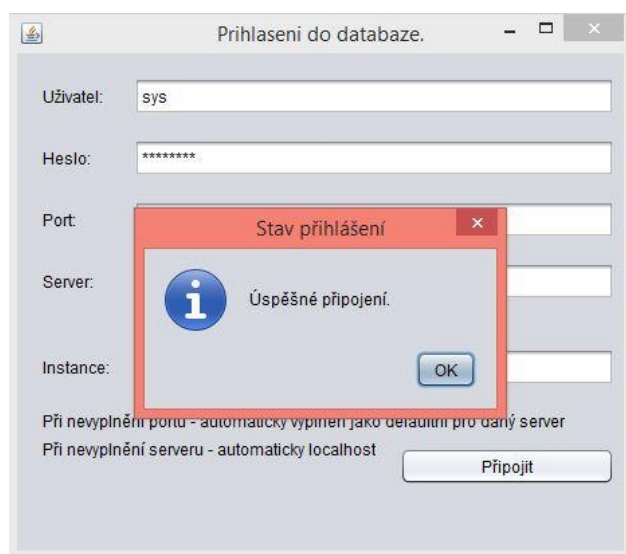 Prihlaseni do databaze.
Uživatel: sys
Heslo: ********
Port:
Stav přihlášení
Server:
Úspěšné připojení.
Instance:
OK
Při nevyplnění portu - automaticky vyplněn jako defaultní pro daný server
Při nevyplnění serveru - automaticky localhost
Připojit